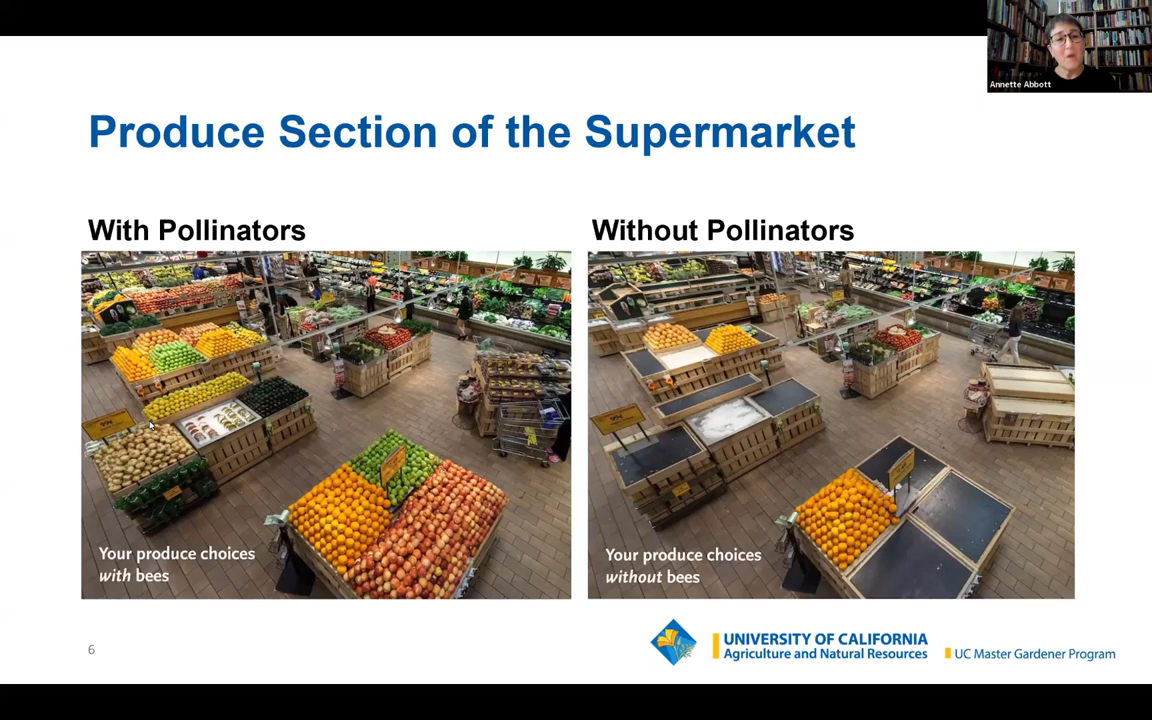 Annette Abbott
Produce Section of the Supermarket
With Pollinators
Without Pollinators
Your produce choices
with bees
Your produce choices
without bees
6
UNIVERSITY OF CALIFORNIA
Agriculture and Natural Resources
UC Master Gardener Program